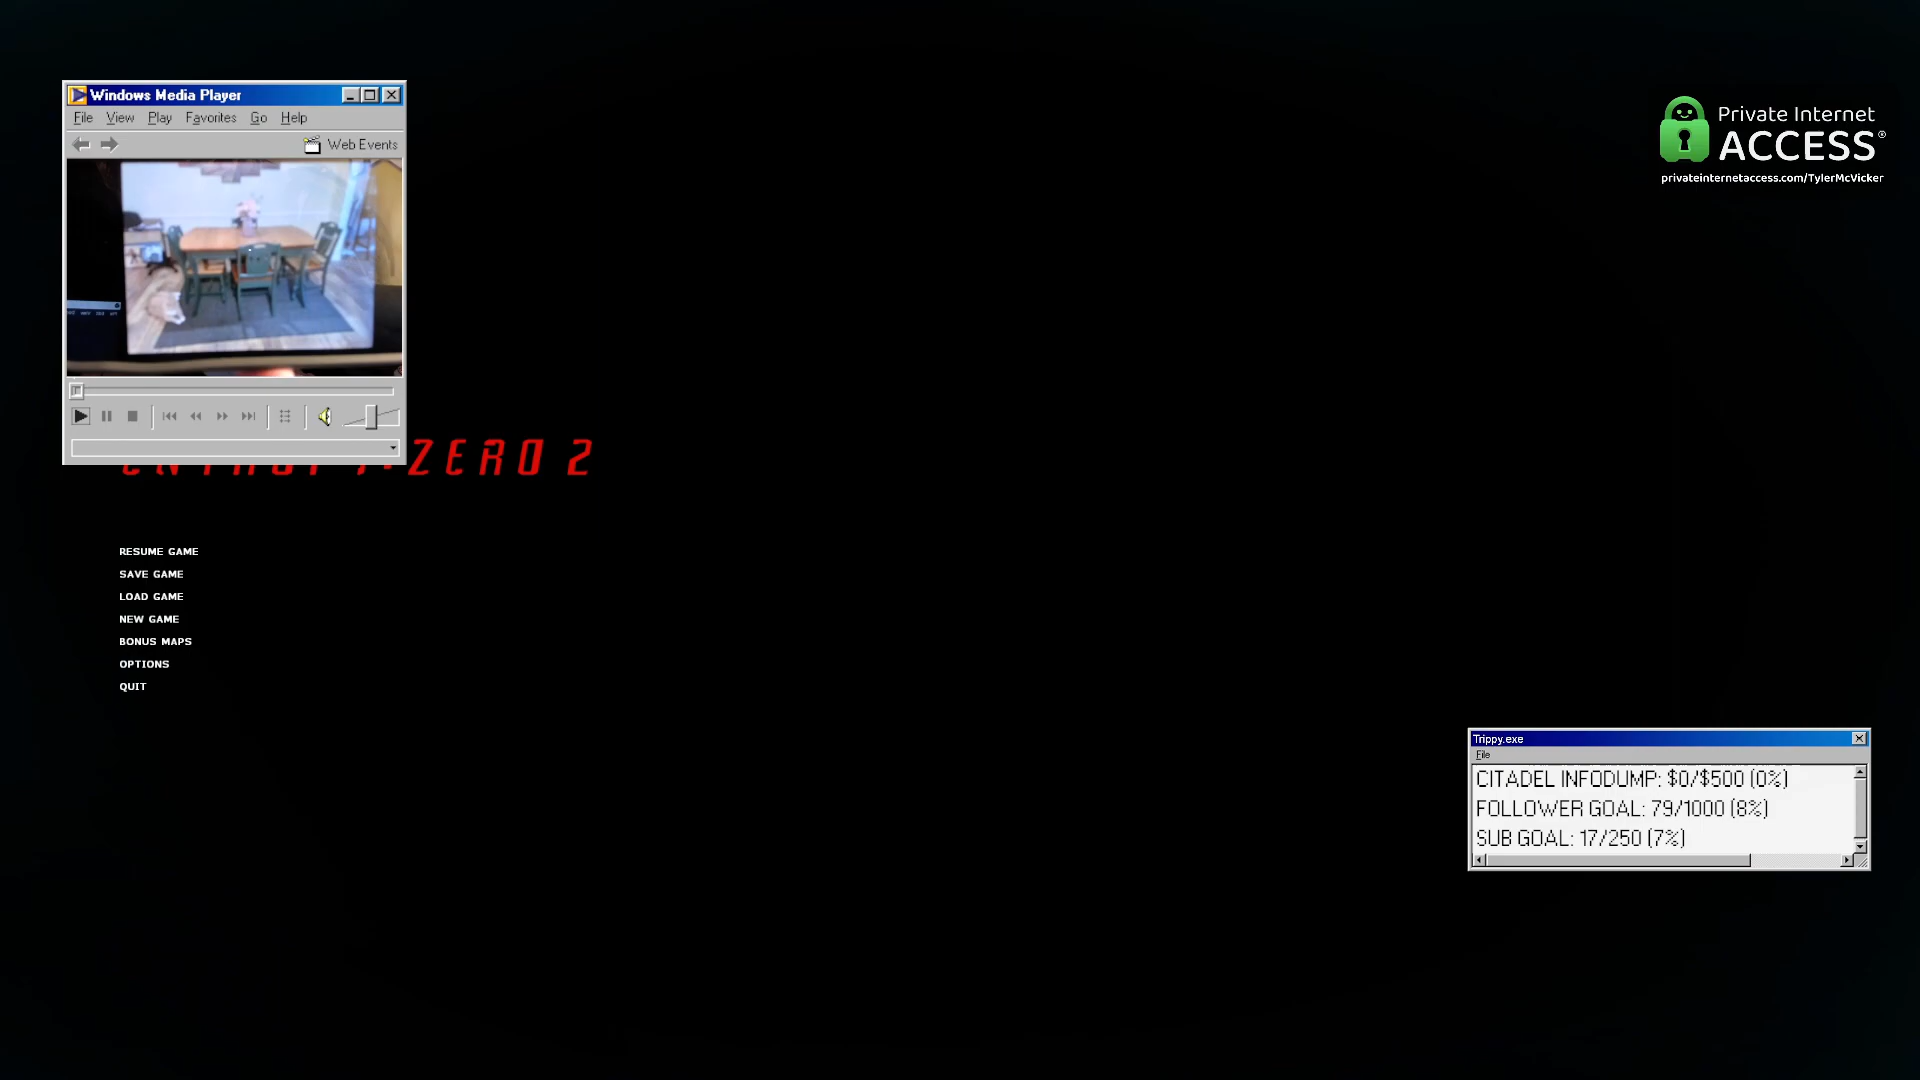 Windows Media Player
File View Play Favorites Go Help
Web Events
Private Internet
ACCESS®
privateinternetaccess.com/TylerMcVicker
ZERO 2
RESUME GAME
SAVE GAME
LOAD GAME
NEW GAME
BONUS MAPS
OPTIONS
QUIT
Trippy.exe
File
CITADEL INFODUMP: $0/$500 (0%)
FOLLOWER GOAL: 79/1000 (8%)
SUB GOAL: 17/250 (7%)